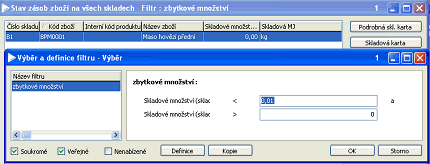 Stav zásob zboží na všech skladech Filtr : zbytkové množství 1
Číslo skladu Kód zboží Interní kód produktu Název zboží Skladové množst... Skladová MJ
B1 BPM0001 Maso hovězí přední 0,00 kg
Podrobná skl. karta
Skladová karta
Výběr a definice filtru - Výběr 1
Název filtru
zbytkové množství
zbytkové množství :
Skladové množství (sklac < 0,01 a
Skladové množství (sklac > 0
Soukromé Veřejné Nenabízené Definice Kopie OK Storno